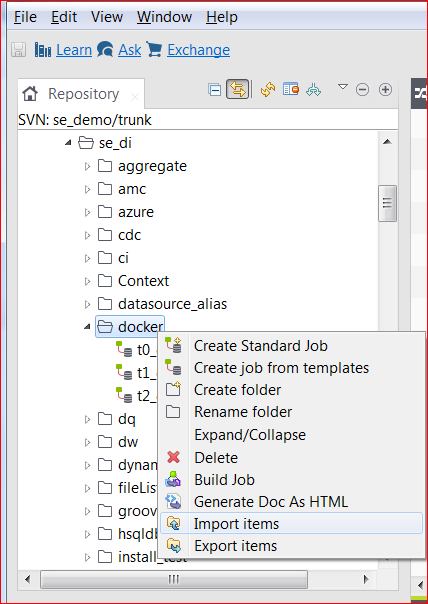 File Edit View Window Help
Learn Ask Exchange
Repository
SVN: se_demo/trunk
se_di
aggregate
amc
azure
cdc
ci
Context
datasource_alias
docker
t0_
t1_
t2_
dq
dw
dynam
fileList
groov
hsqldb
install_test
Create Standard Job
Create job from templates
Create folder
Rename folder
Expand/Collapse
Delete
Build Job
Generate Doc As HTML
Import items
Export items